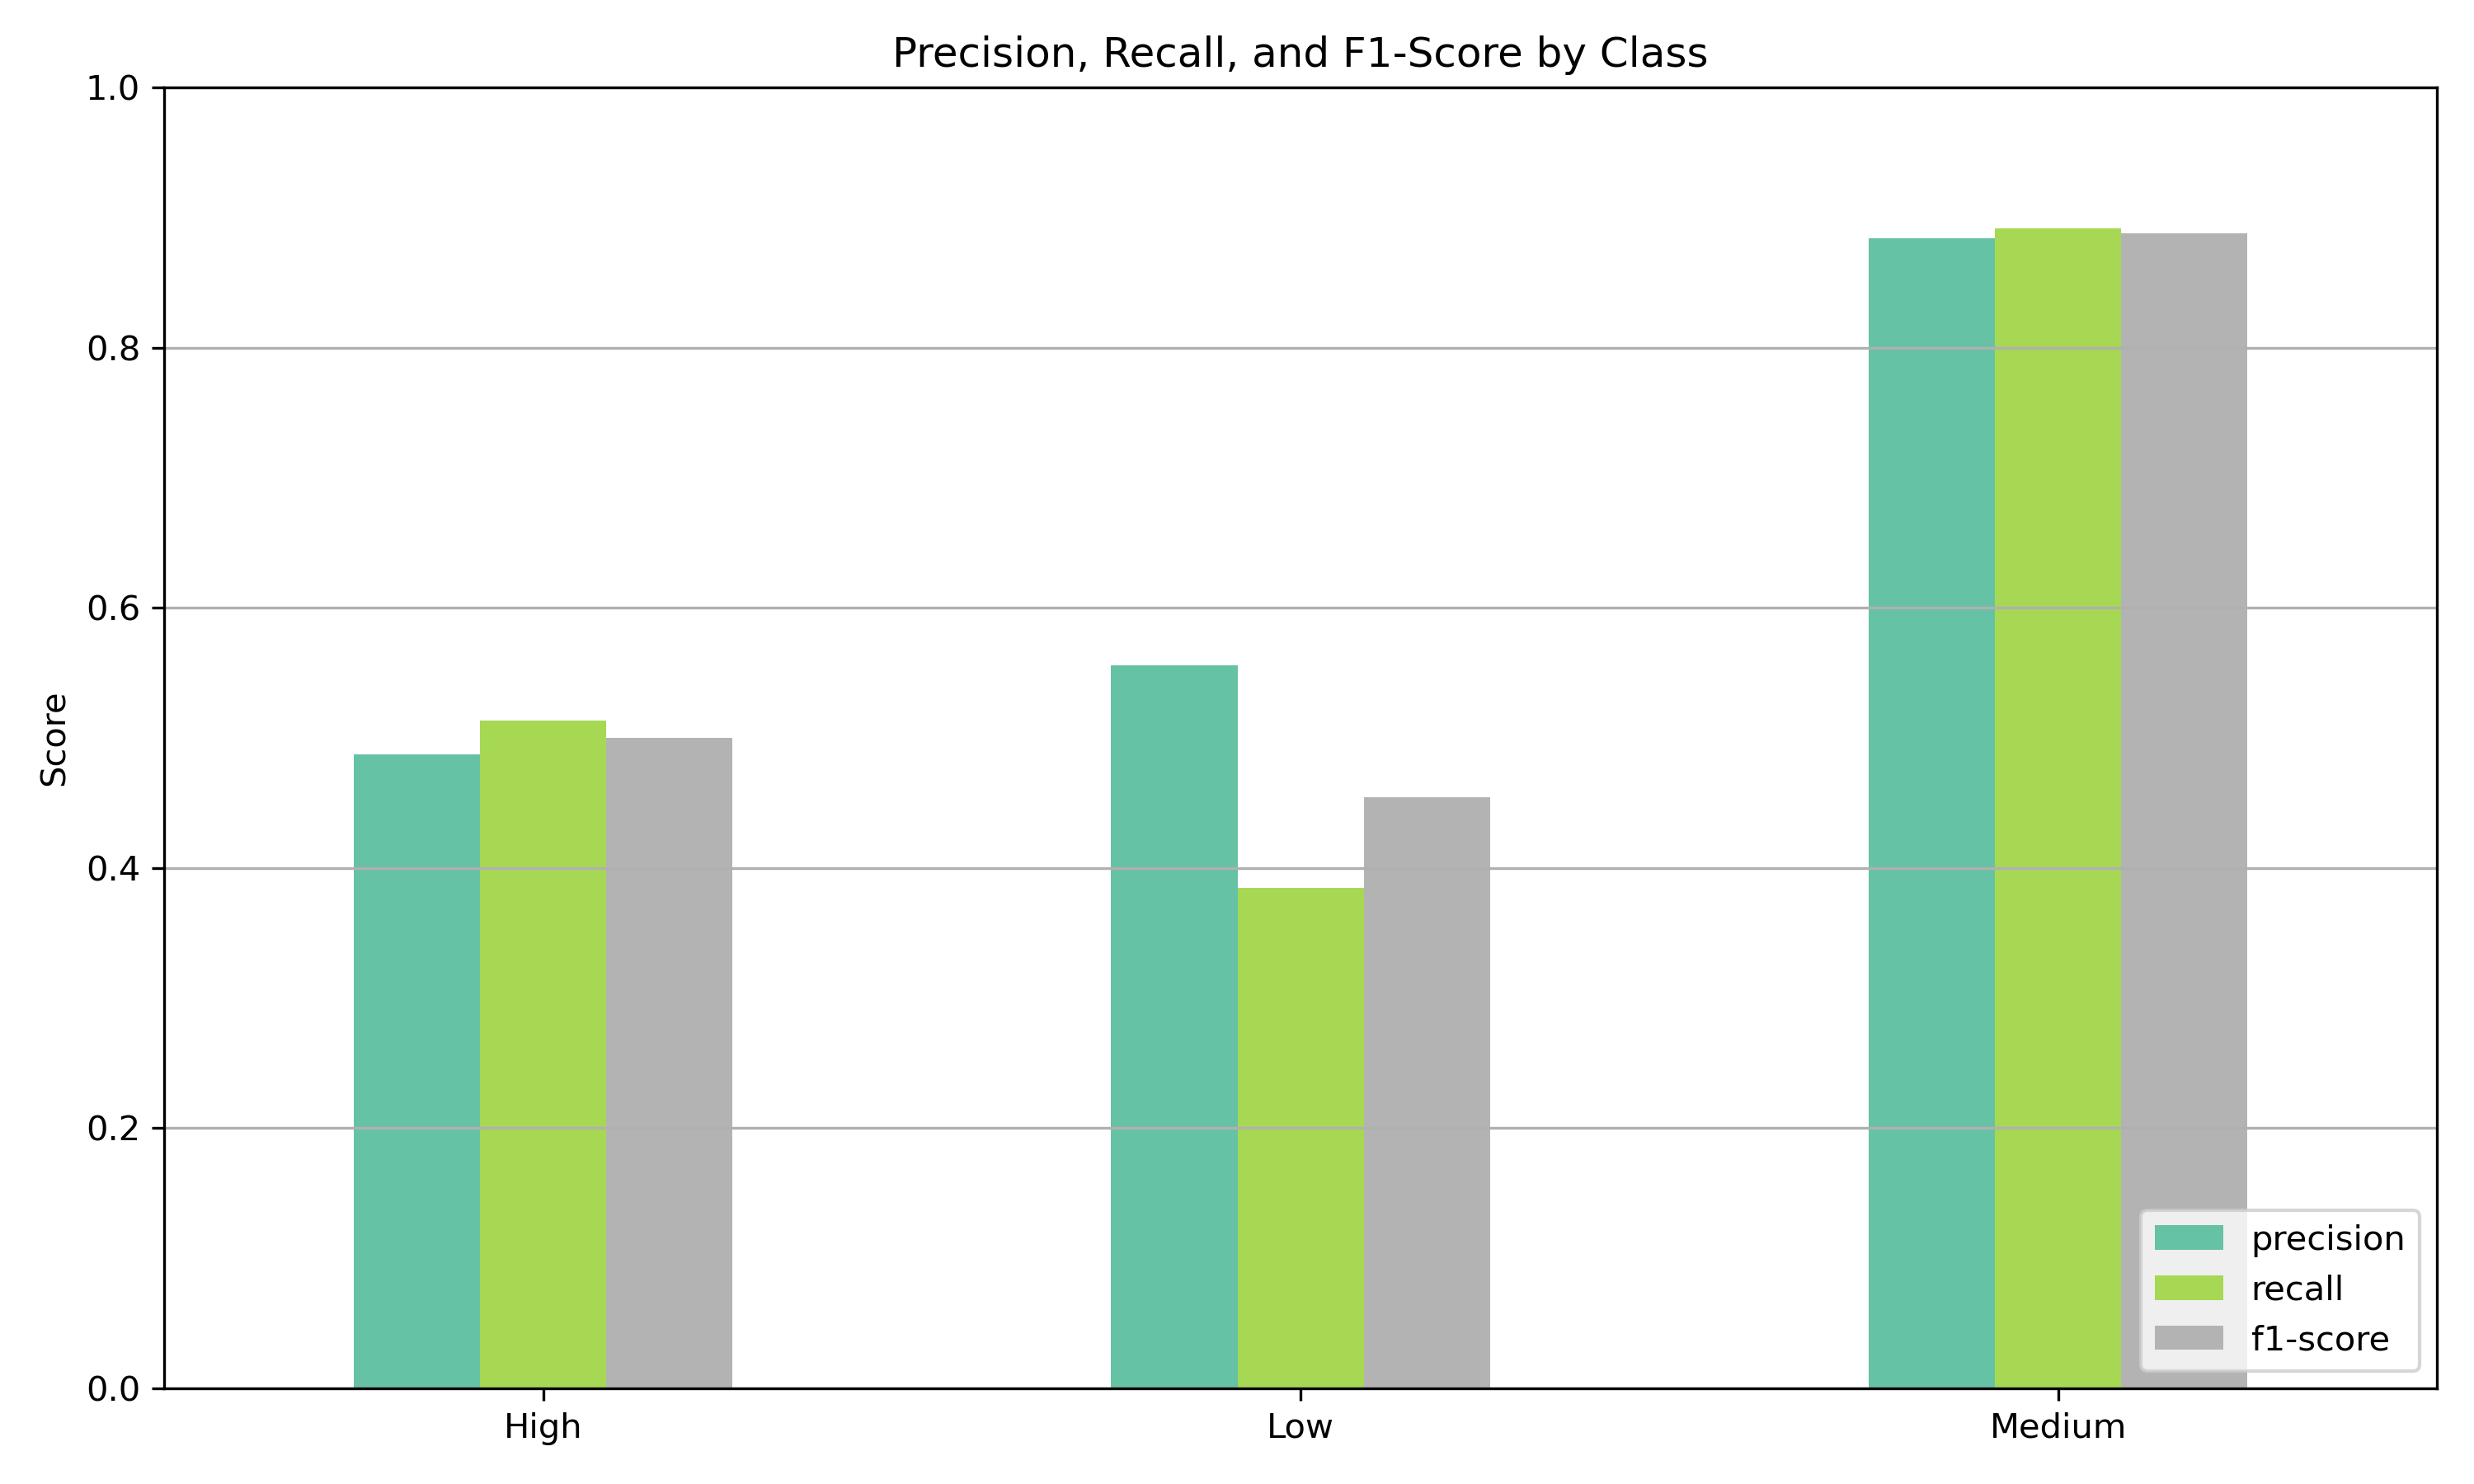 Precision, Recall, and F1-Score by Class
1.0
0.8
0.6
0.4
0.2
0.0
Score
High
Low
Medium
precision
recall
f1-score